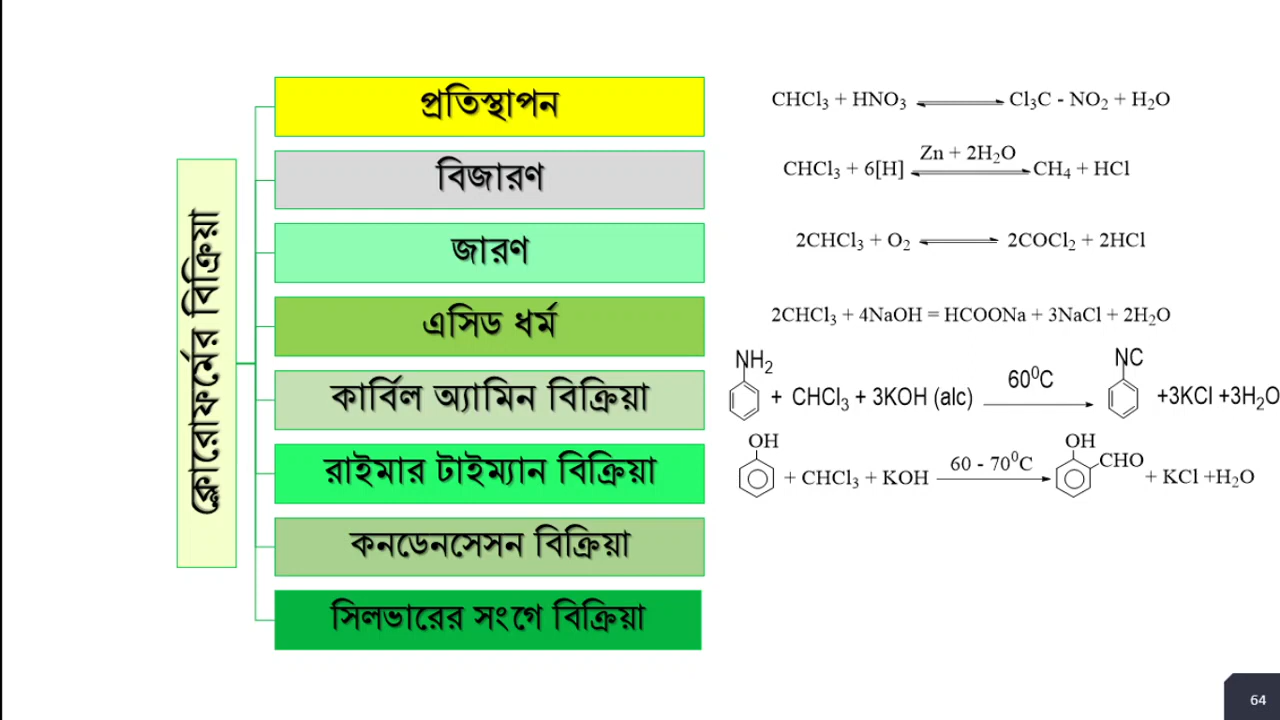 ক্লোরোফর্মের বিক্রিয়া
প্রতিস্থাপন
CHCl3 + HNO3 ⇌ Cl3C - NO2 + H2O
বিজারণ
Zn + 2H2O
CHCl3 + 6[H] ⇌ CH4 + HCl
জারণ
2CHCl3 + O2 ⇌ 2COCl2 + 2HCl
এসিড ধর্ম
2CHCl3 + 4NaOH = HCOONa + 3NaCl + 2H2O
কার্বিল অ্যামিন বিক্রিয়া
NH2
NC
60⁰C
+ CHCl3 + 3KOH (alc) → +3KCl +3H2O
রাইমার টাইম্যান বিক্রিয়া
OH
OH
CHO
60 - 70⁰C
+ CHCl3 + KOH → + KCl +H2O
কনডেনসেসন বিক্রিয়া
সিলভারের সংগে বিক্রিয়া
64